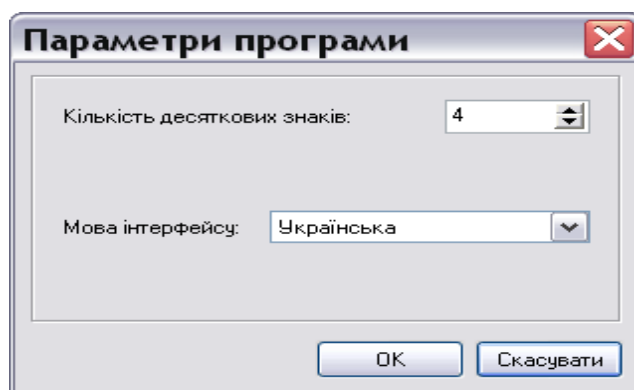 Параметри програми
Кількість десяткових знаків: 4
Мова інтерфейсу: Українська
OK Скасувати